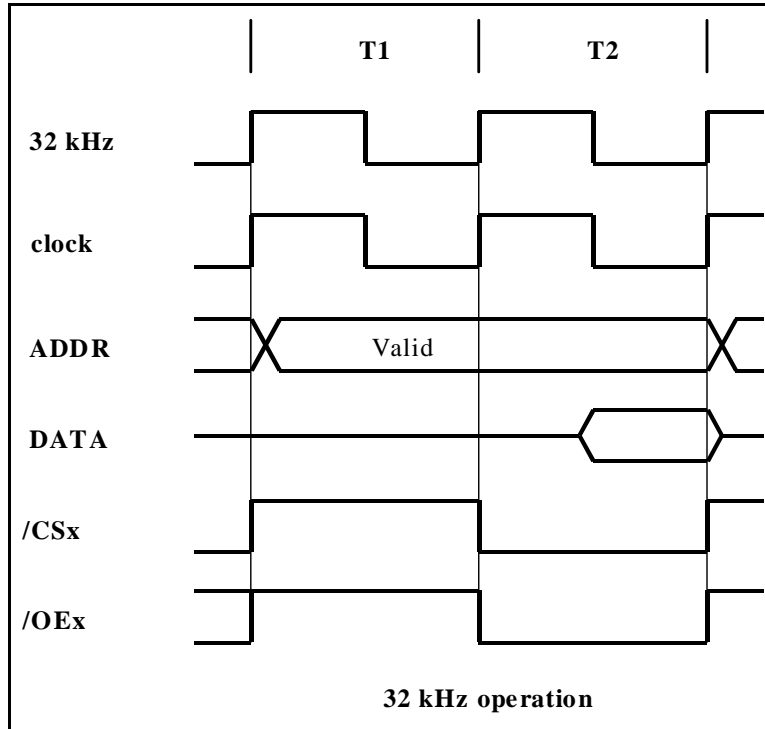 T1 T2
32 kHz
clock
ADDR Valid
DATA
/CSx
/OEx
32 kHz operation